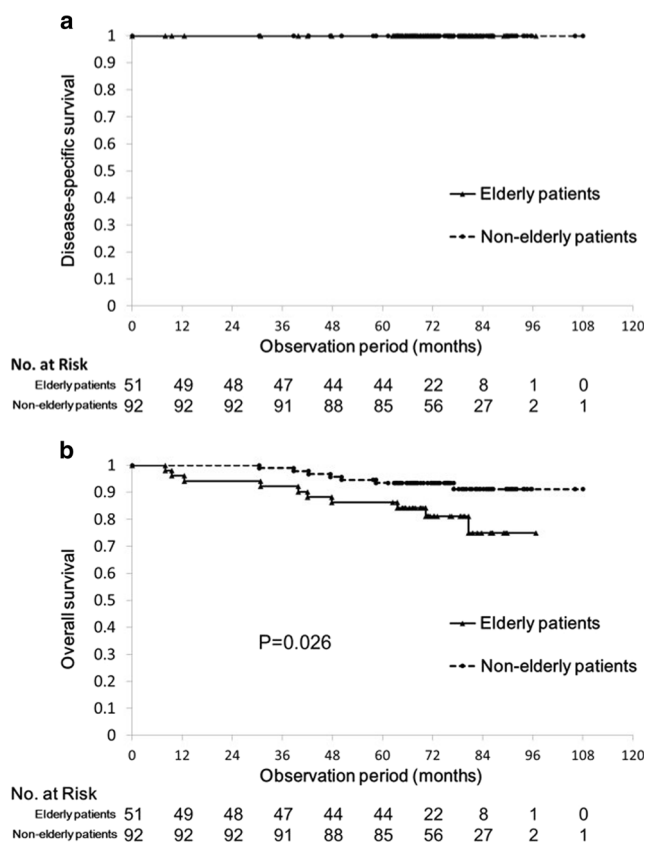 a
Disease-specific survival
1
0.9
0.8
0.7
0.6
0.5
0.4
0.3
0.2
0.1
0
Elderly patients
Non-elderly patients
0 12 24 36 48 60 72 84 96 108 120
Observation period (months)
No. at Risk
Elderly patients 51 49 48 47 44 44 22 8 1 0
Non-elderly patients 92 92 92 91 88 85 56 27 2 1
b
Overall survival
1
0.9
0.8
0.7
0.6
0.5
0.4
0.3
0.2
0.1
0
P=0.026
Elderly patients
Non-elderly patients
0 12 24 36 48 60 72 84 96 108 120
Observation period (months)
No. at Risk
Elderly patients 51 49 48 47 44 44 22 8 1 0
Non-elderly patients 92 92 92 91 88 85 56 27 2 1